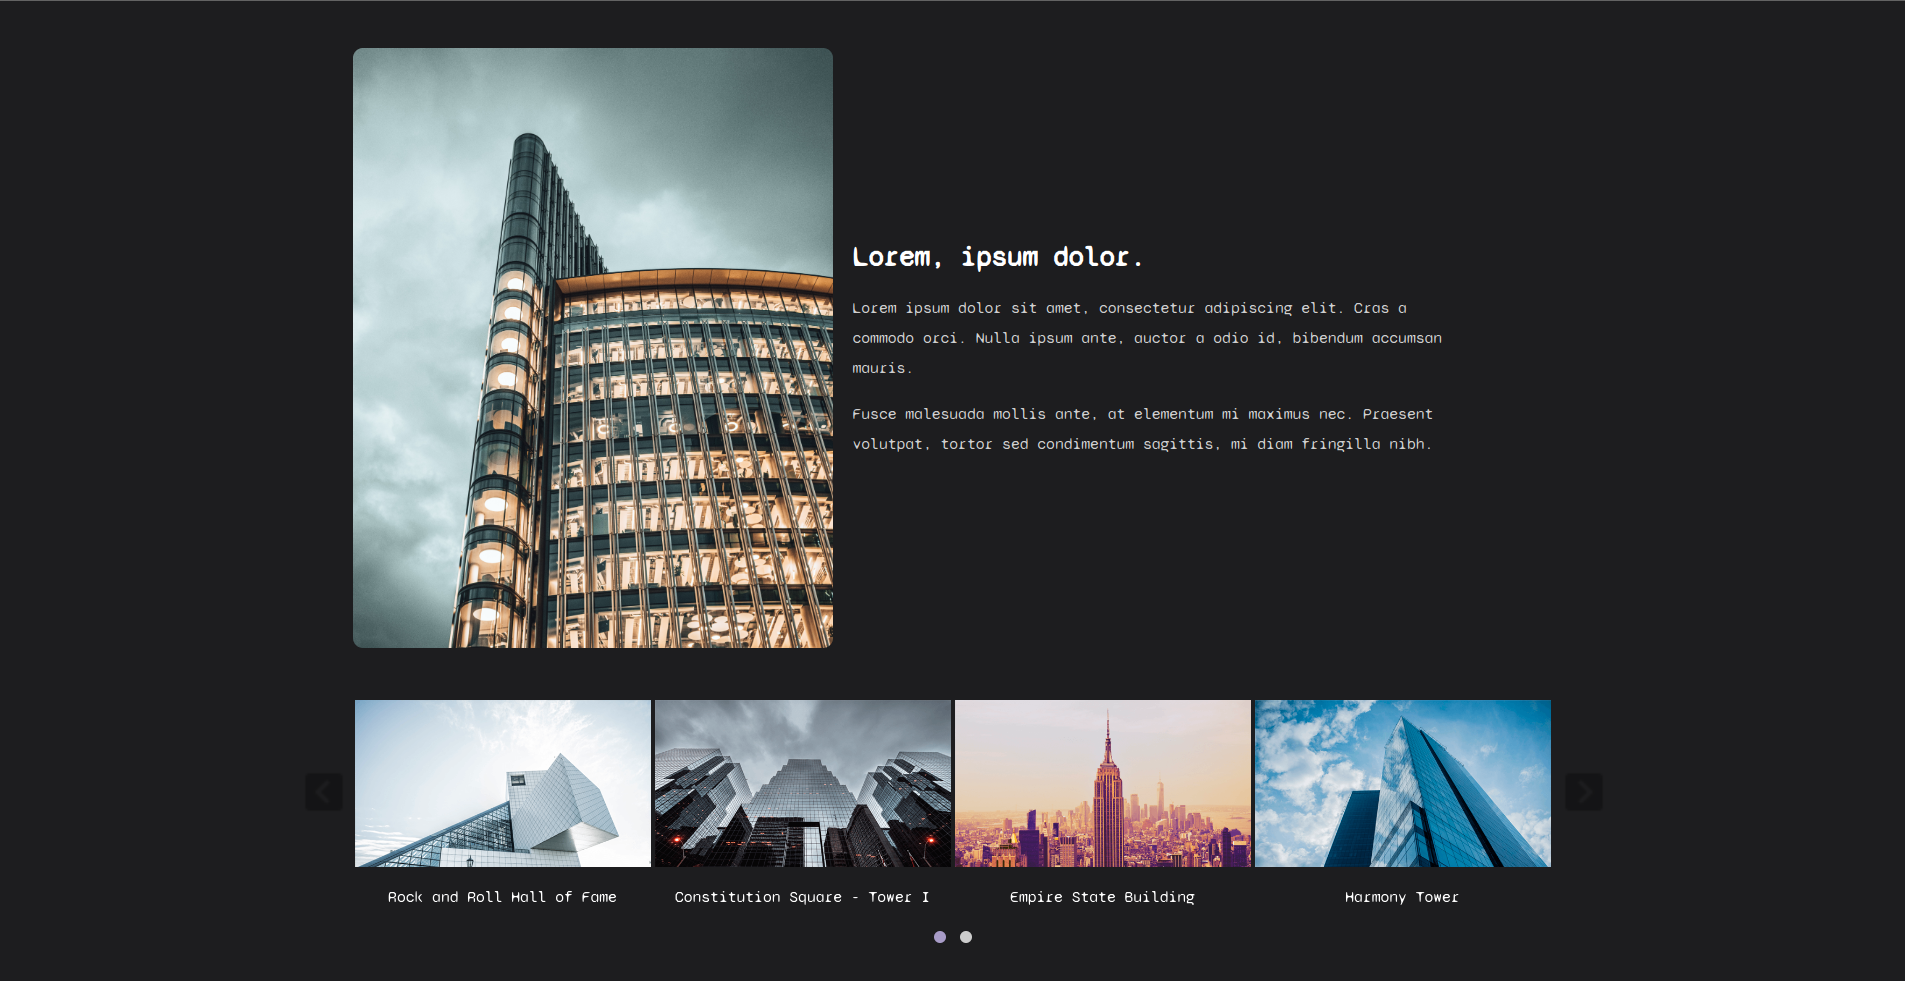 Lorem, ipsum dolor.
Lorem ipsum dolor sit amet, consectetur adipiscing elit. Cras a
commodo orci. Nulla ipsum ante, auctor a odio id, bibendum accumsan
mauris.
Fusce malesuada mollis ante, at elementum mi maximus nec. Praesent
volutpat, tortor sed condimentum sagittis, mi diam fringilla nibh.
Rock and Roll Hall of Fame
Constitution Square - Tower I
Empire State Building
Harmony Tower